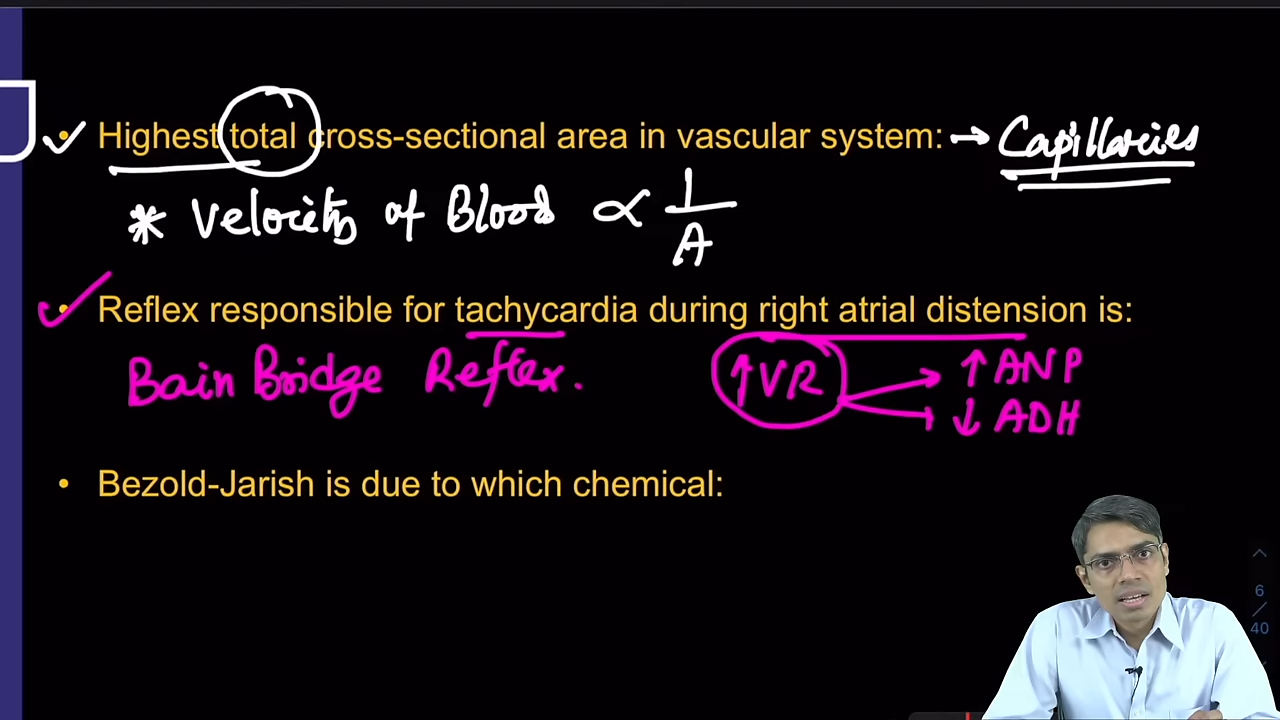 • Highest total cross-sectional area in vascular system: → Capillaries
* Velocity of Blood ∝ 1/A
• Reflex responsible for tachycardia during right atrial distension is:
Bain Bridge Reflex. ↑VR ↑ ANP
↓ ADH
• Bezold-Jarish is due to which chemical:
6
/
40